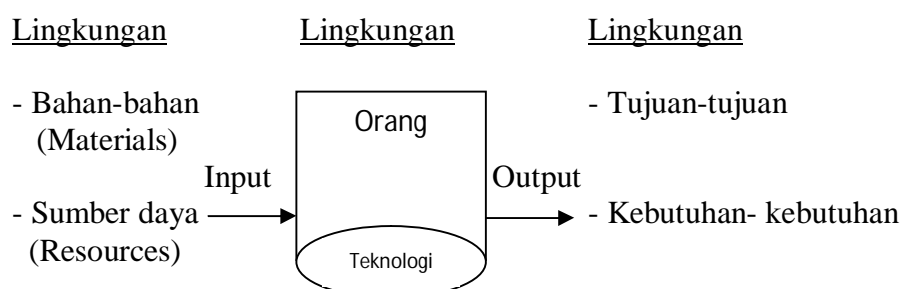 Lingkungan Lingkungan Lingkungan
- Bahan-bahan
(Materials)
Orang
- Tujuan-tujuan
Input
Output
- Sumber daya
(Resources)
- Kebutuhan- kebutuhan
Teknologi